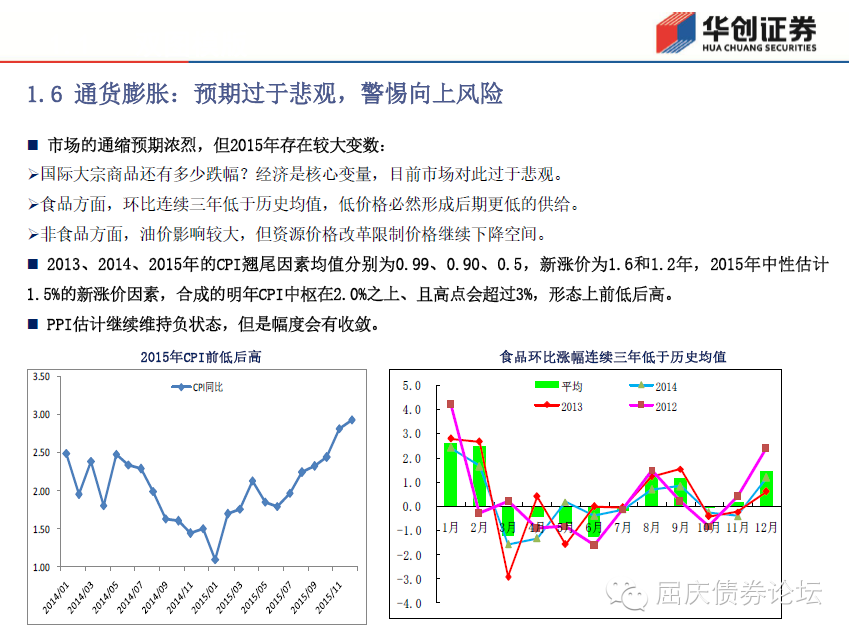 华创证券
HUA CHUANG SECURITIES
1.6 通货膨胀：预期过于悲观，警惕向上风险
■ 市场的通缩预期浓烈，但2015年存在较大变数：
➢国际大宗商品还有多少跌幅？经济是核心变量，目前市场对此过于悲观。
➢食品方面，环比连续三年低于历史均值，低价格必然形成后期更低的供给。
➢非食品方面，油价影响较大，但资源价格改革限制价格继续下降空间。
■ 2013、2014、2015年的CPI翘尾因素均值分别为0.99、0.90、0.5，新涨价为1.6和1.2年，2015年中性估计
1.5%的新涨价因素，合成的明年CPI中枢在2.0%之上、且高点会超过3%，形态上前低后高。
■ PPI估计继续维持负状态，但是幅度会有收敛。
2015年CPI前低后高
CPI同比
3.50
3.00
2.50
2.00
1.50
1.00
2014/01
2014/03
2014/05
2014/07
2014/09
2014/11
2015/01
2015/03
2015/05
2015/07
2015/09
2015/11
食品环比涨幅连续三年低于历史均值
平均
2014
2013
2012
5.0
4.0
3.0
2.0
1.0
0.0
-1.0
-2.0
-3.0
-4.0
1月
2月
3月
4月
5月
6月
7月
8月
9月
10月
11月
12月
屈庆债券论坛